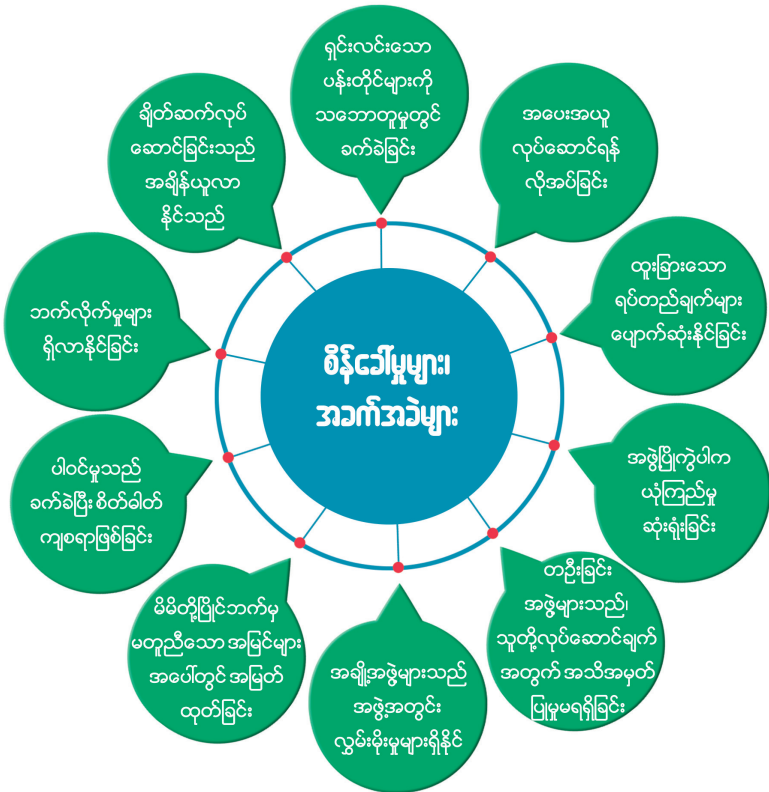 စိန်ခေါ်မှုများ၊
အခက်အခဲများ
ရှင်းလင်းသော
ပန်းတိုင်များကို
သဘောတူမှုတွင်
ခက်ခဲခြင်း
အပေးအယူ
လုပ်ဆောင်ရန်
လိုအပ်ခြင်း
ထူးခြားသော
ရပ်တည်ချက်များ
ပျောက်ဆုံးနိုင်ခြင်း
အဖွဲ့ပြိုကွဲပါက
ယုံကြည်မှု
ဆုံးရှုံးခြင်း
တဦးခြင်း
အဖွဲ့များသည်၊
သူတို့လုပ်ဆောင်ချက်
အတွက် အသိအမှတ်
ပြုမှုမရရှိခြင်း
အချို့အဖွဲ့များသည်
အဖွဲ့အတွင်း
လွှမ်းမိုးမှုများရှိနိုင်
မိမိတို့ပြိုင်ဘက်မှ
မတူညီသော အမြင်များ
အပေါ်တွင် အမြတ်
ထုတ်ခြင်း
ပါဝင်မှုသည်
ခက်ခဲပြီး စိတ်ဓါတ်
ကျစရာဖြစ်ခြင်း
ဘက်လိုက်မှုများ
ရှိလာနိုင်ခြင်း
ချိတ်ဆက်လုပ်
ဆောင်ခြင်းသည်
အချိန်ယူလာ
နိုင်သည်